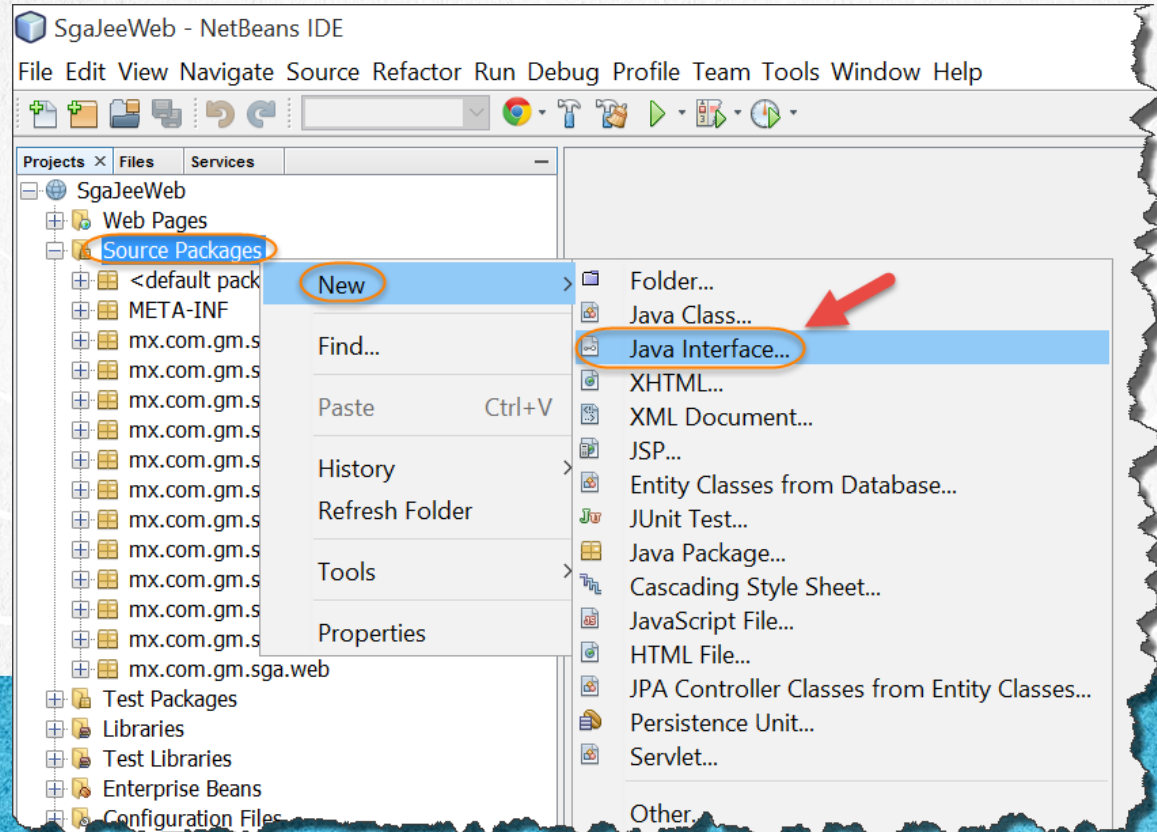 SgaJeeWeb - NetBeans IDE
File Edit View Navigate Source Refactor Run Debug Profile Team Tools Window Help
Projects × Files Services
SgaJeeWeb
Web Pages
Source Packages
<default pack
META-INF
mx.com.gm.s
mx.com.gm.s
mx.com.gm.s
mx.com.gm.s
mx.com.gm.s
mx.com.gm.s
mx.com.gm.s
mx.com.gm.s
mx.com.gm.s
mx.com.gm.s
mx.com.gm.s
mx.com.gm.sga.web
Test Packages
Libraries
Test Libraries
Enterprise Beans
Configuration Files
New
Find...
Paste Ctrl+V
History
Refresh Folder
Tools
Properties
Folder...
Java Class...
Java Interface...
XHTML...
XML Document...
JSP...
Entity Classes from Database...
JUnit Test...
Java Package...
Cascading Style Sheet...
JavaScript File...
HTML File...
JPA Controller Classes from Entity Classes...
Persistence Unit...
Servlet...
Other...